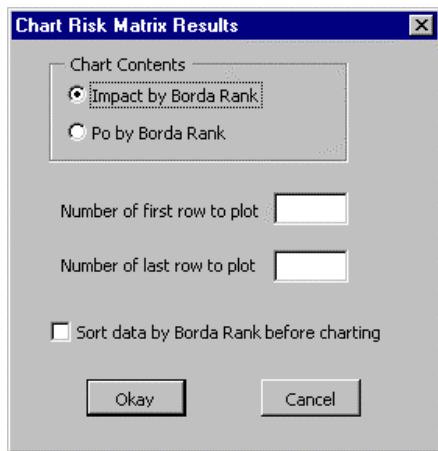 Chart Risk Matrix Results
Chart Contents
Impact by Borda Rank
Po by Borda Rank
Number of first row to plot
Number of last row to plot
Sort data by Borda Rank before charting
Okay Cancel